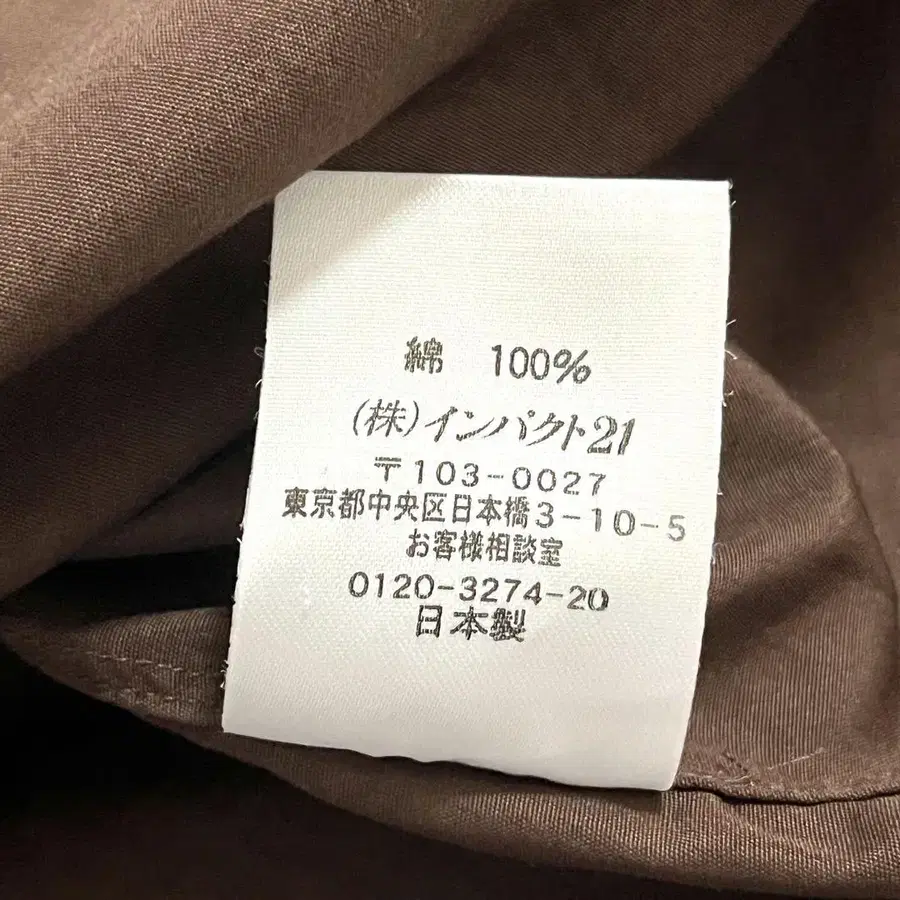 綿 100%
(株)インパクト21
〒103-0027
東京都中央区日本橋3-10-5
お客様相談室
0120-3274-20
日本製